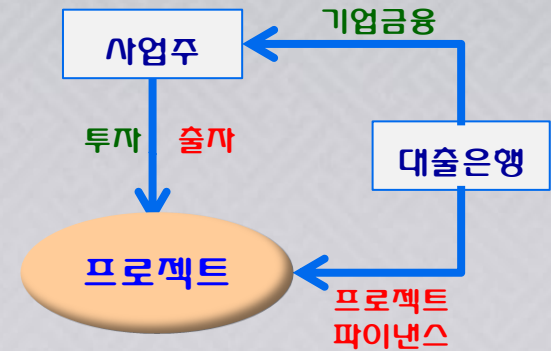 기업금융
사업주
투자 출자
대출은행
프로젝트
프로젝트
파이낸스